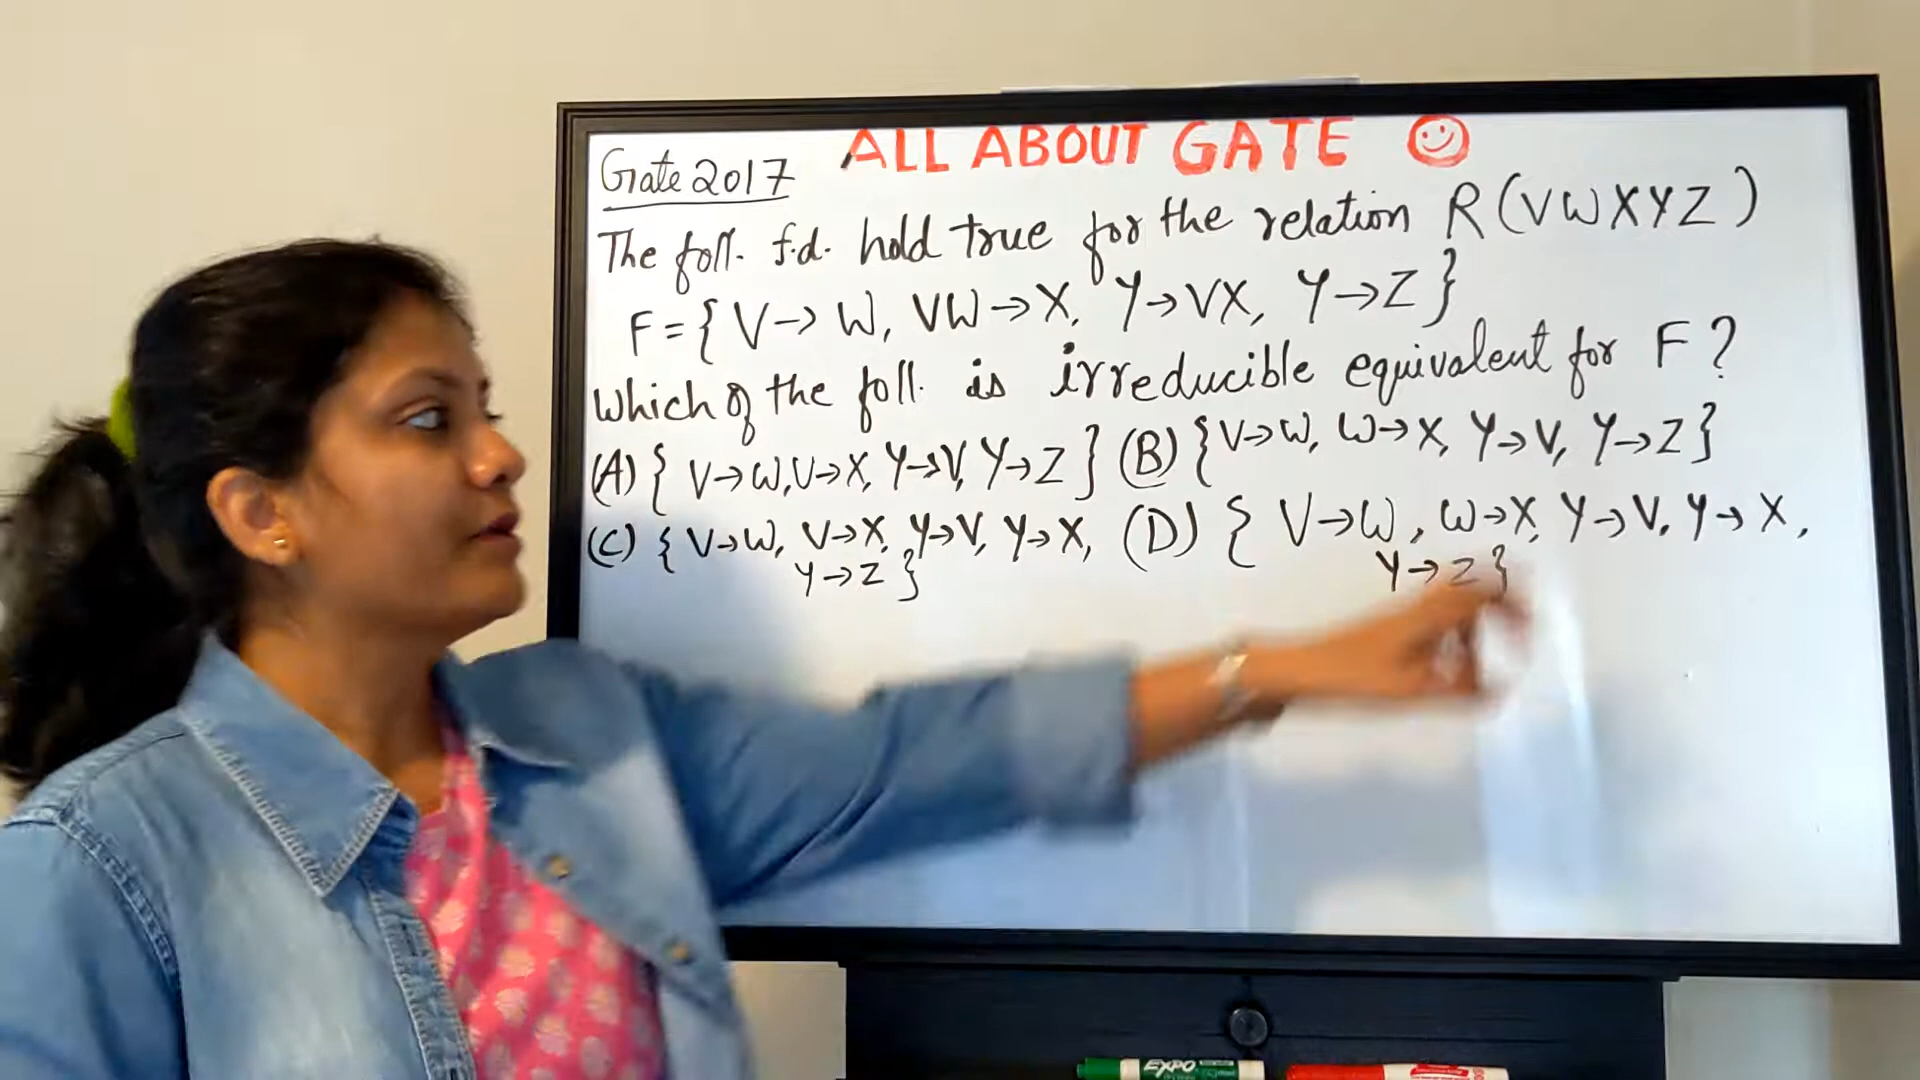 ALL ABOUT GATE
Gate 2017
The foll. f.d. hold true for the relation R(VWXYZ)
F={V→W, VW→X, Y→VX, Y→Z}
Which of the foll. is irreducible equivalent for F?
(A) { V→W, V→X, Y→V, Y→Z } (B) {V→W, W→X, Y→V, Y→Z}
(C) { V→W, V→X, Y→V, Y→X, (D) { V→W, W→X, Y→V, Y→X,
Y→Z } Y→Z}
EXPO